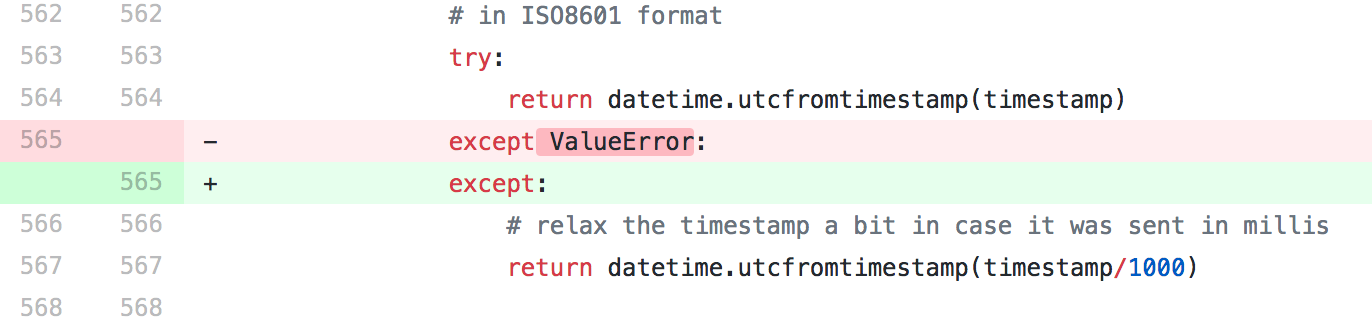 562 562 # in ISO8601 format
563 563 try:
564 564 return datetime.utcfromtimestamp(timestamp)
565 - except ValueError:
565 + except:
566 566 # relax the timestamp a bit in case it was sent in millis
567 567 return datetime.utcfromtimestamp(timestamp/1000)
568 568